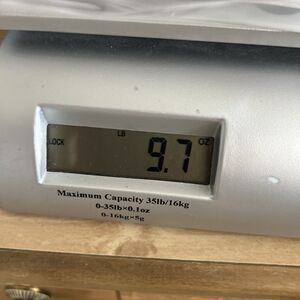 LB
LOCK 9.7 OZ
Maximum Capacity 35lb/16kg
0-35lb×0.1oz
0-16kg×5g